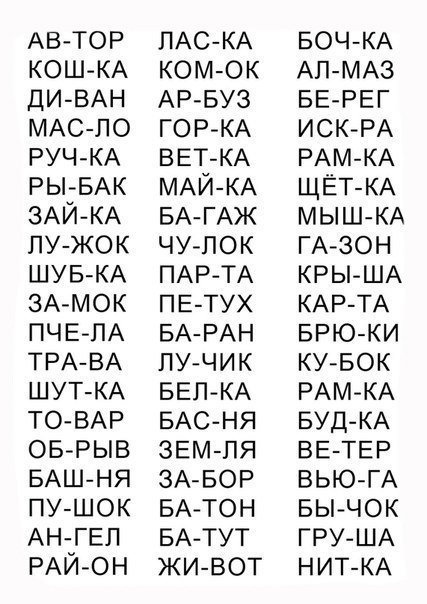 АВ-ТОР ЛАС-КА БОЧ-КА
КОШ-КА КОМ-ОК АЛ-МАЗ
ДИ-ВАН АР-БУЗ БЕ-РЕГ
МАС-ЛО ГОР-КА ИСК-РА
РУЧ-КА ВЕТ-КА РАМ-КА
РЫ-БАК МАЙ-КА ЩЁТ-КА
ЗАЙ-КА БА-ГАЖ МЫШ-КА
ЛУ-ЖОК ЧУ-ЛОК ГА-ЗОН
ШУБ-КА ПАР-ТА КРЫ-ША
ЗА-МОК ПЕ-ТУХ КАР-ТА
ПЧЕ-ЛА БА-РАН БРЮ-КИ
ТРА-ВА ЛУ-ЧИК КУ-БОК
ШУТ-КА БЕЛ-КА РАМ-КА
ТО-ВАР БАС-НЯ БУД-КА
ОБ-РЫВ ЗЕМ-ЛЯ ВЕ-ТЕР
БАШ-НЯ ЗА-БОР ВЬЮ-ГА
ПУ-ШОК БА-ТОН БЫ-ЧОК
АН-ГЕЛ БА-ТУТ ГРУ-ША
РАЙ-ОН ЖИ-ВОТ НИТ-КА